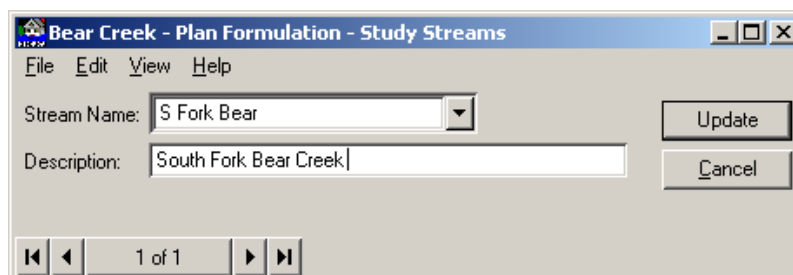 Bear Creek - Plan Formulation - Study Streams
File Edit View Help
Stream Name: S Fork Bear
Update
Description: South Fork Bear Creek
Cancel
1 of 1